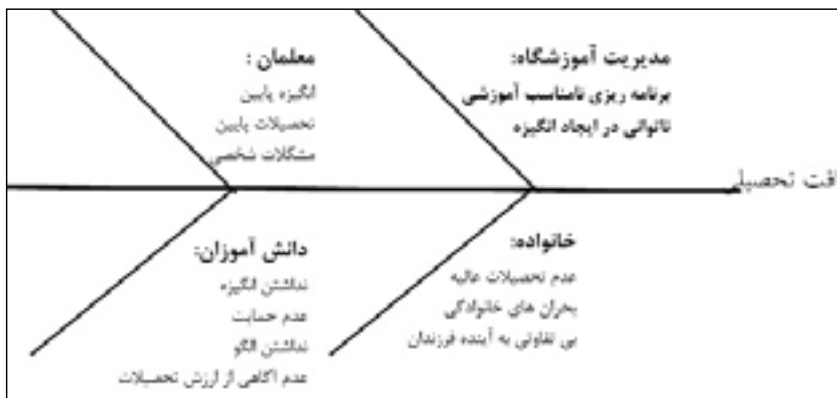 مدیریت آموزشگاه:
برنامه ریزی نامناسب آموزشی
ناتوانی در ایجاد انگیزه
معلمان :
انگیزه پایین
تحصیلات پایین
مشکلات شخصی
افت تحصیلی
خانواده:
عدم تحصیلات عالیه
بحران های خانوادگی
بی تفاوتی به آینده فرزندان
دانش آموزان:
نداشتن انگیزه
عدم حمایت
نداشتن الگو
عدم آگاهی از ارزش تحصیلات